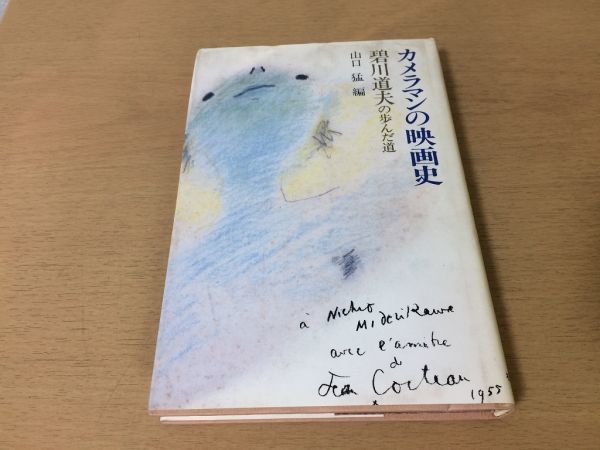 カメラマンの映画史
碧川道夫の歩んだ道
山口 猛 編
à Michio
MIdorikawa
avec l'amitié
de
Jean Cocteau
1955